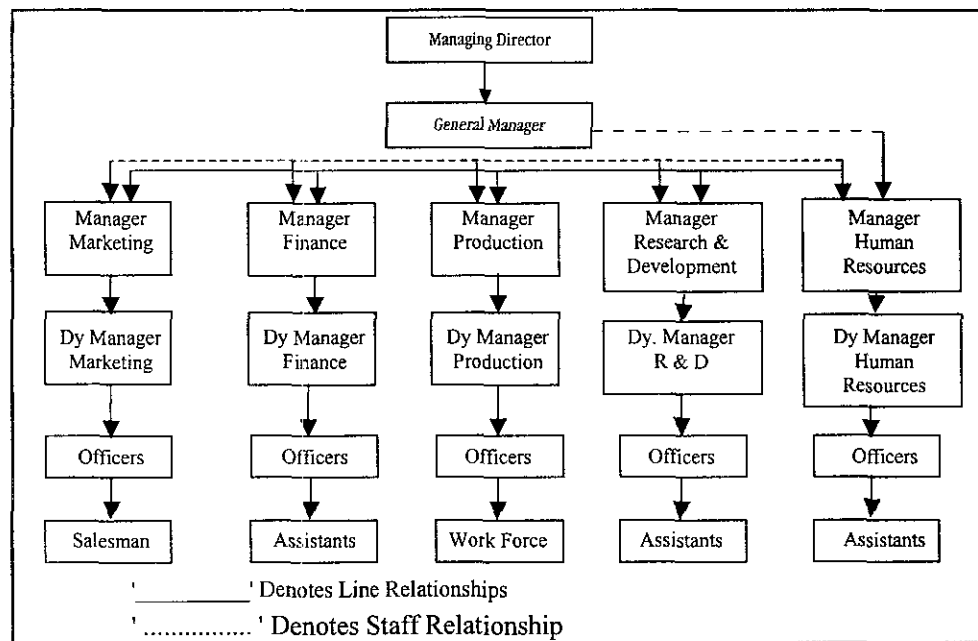 Managing Director
General Manager
Manager
Marketing
Manager
Finance
Manager
Production
Manager
Research &
Development
Manager
Human
Resources
Dy Manager
Marketing
Dy Manager
Finance
Dy Manager
Production
Dy. Manager
R & D
Dy Manager
Human
Resources
Officers
Officers
Officers
Officers
Officers
Salesman
Assistants
Work Force
Assistants
Assistants
'__________' Denotes Line Relationships
'................' Denotes Staff Relationship